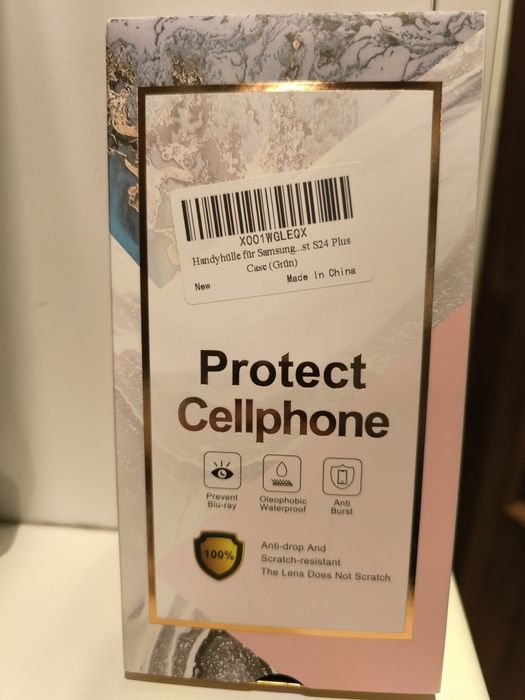 X001WGLEQX
Handyhülle für Samsung...st S24 Plus
Case (Grün)
New
Made In China
Protect
Cellphone
Prevent
Blu-ray
Oleophobic
Waterproof
Anti
Burst
100%
Anti-drop And
Scratch-resistant
The Lens Does Not Scratch